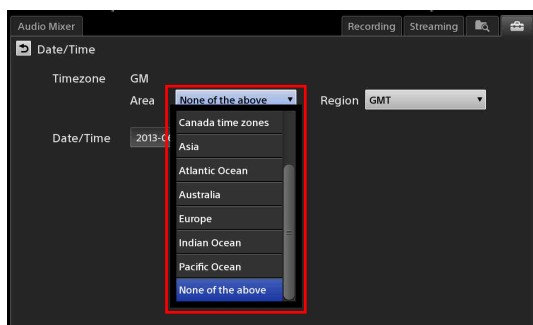 Audio Mixer Recording Streaming
Date/Time
Timezone GM
Area None of the above Region GMT
Canada time zones
Date/Time 2013-06
Asia
Atlantic Ocean
Australia
Europe
Indian Ocean
Pacific Ocean
None of the above